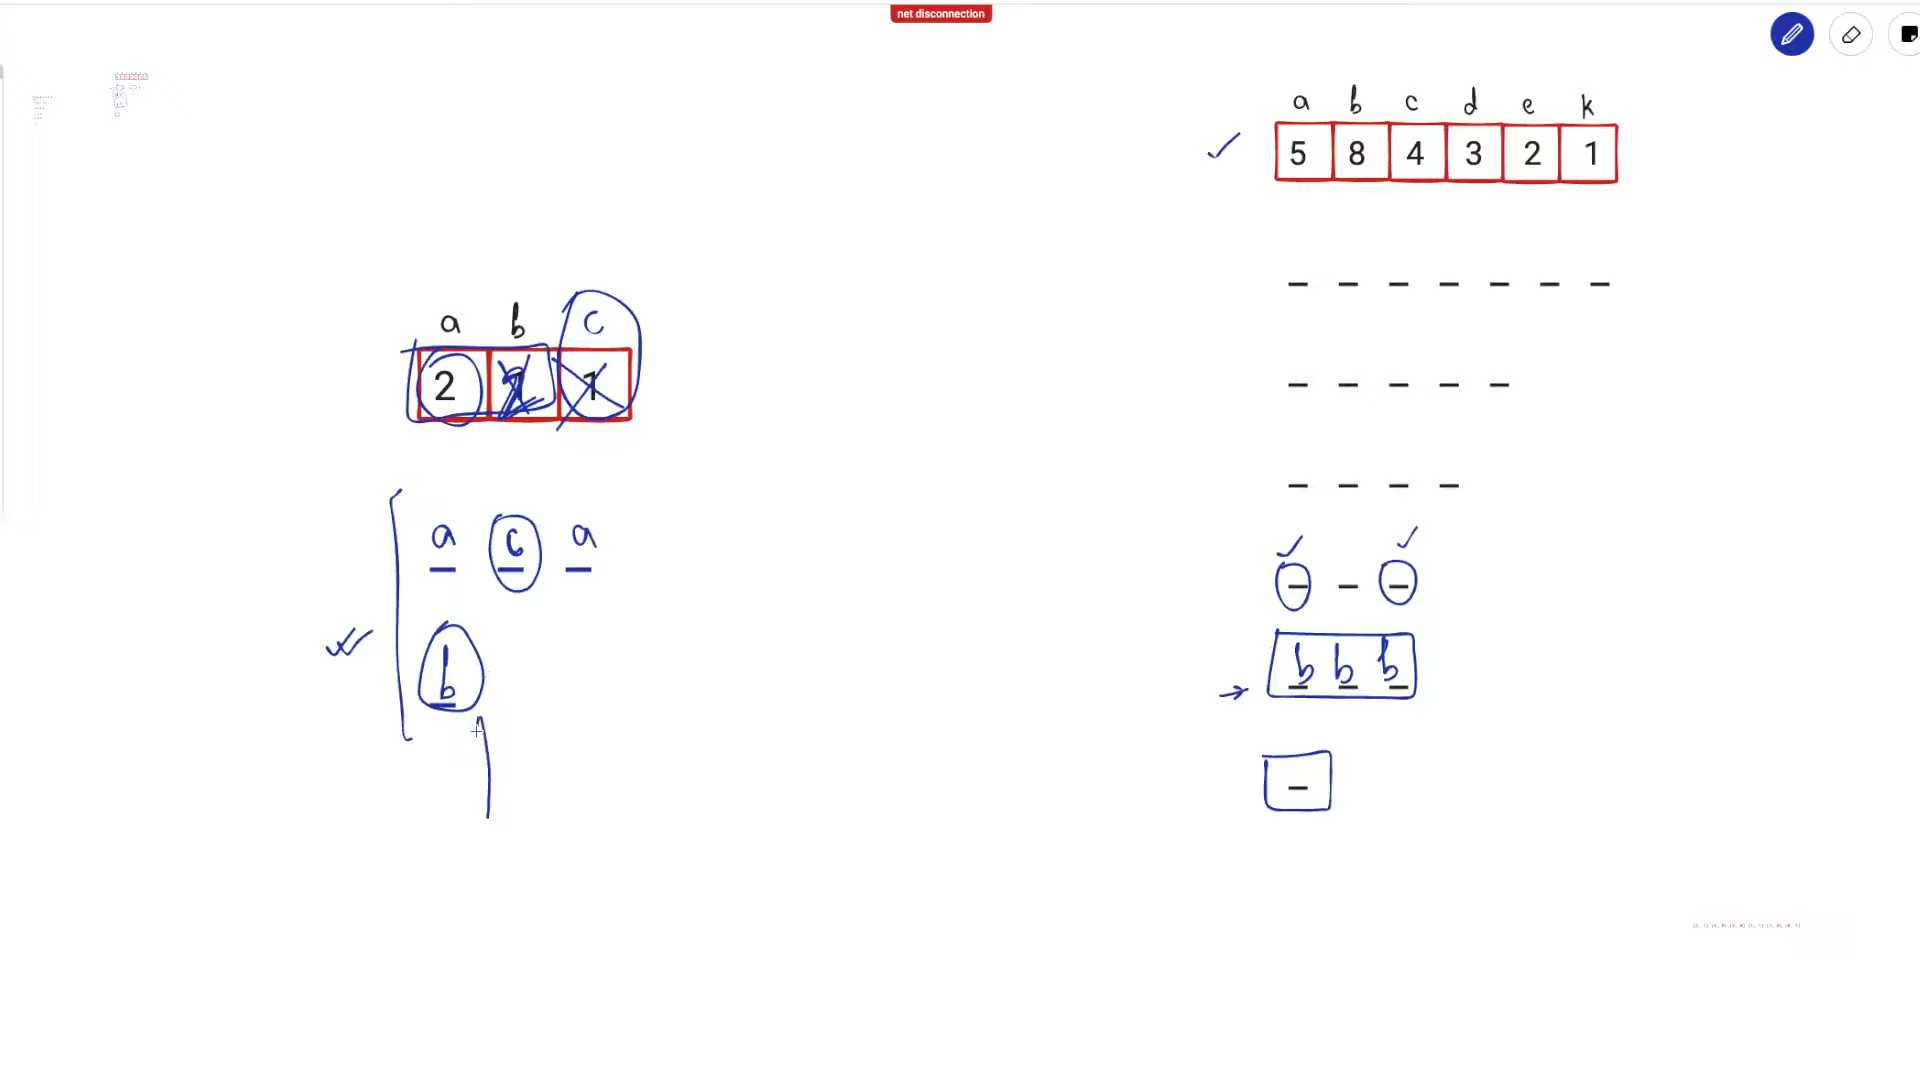 net disconnection
a b c d e k
5 8 4 3 2 1
a b c
2 1
a c a
b
b b b